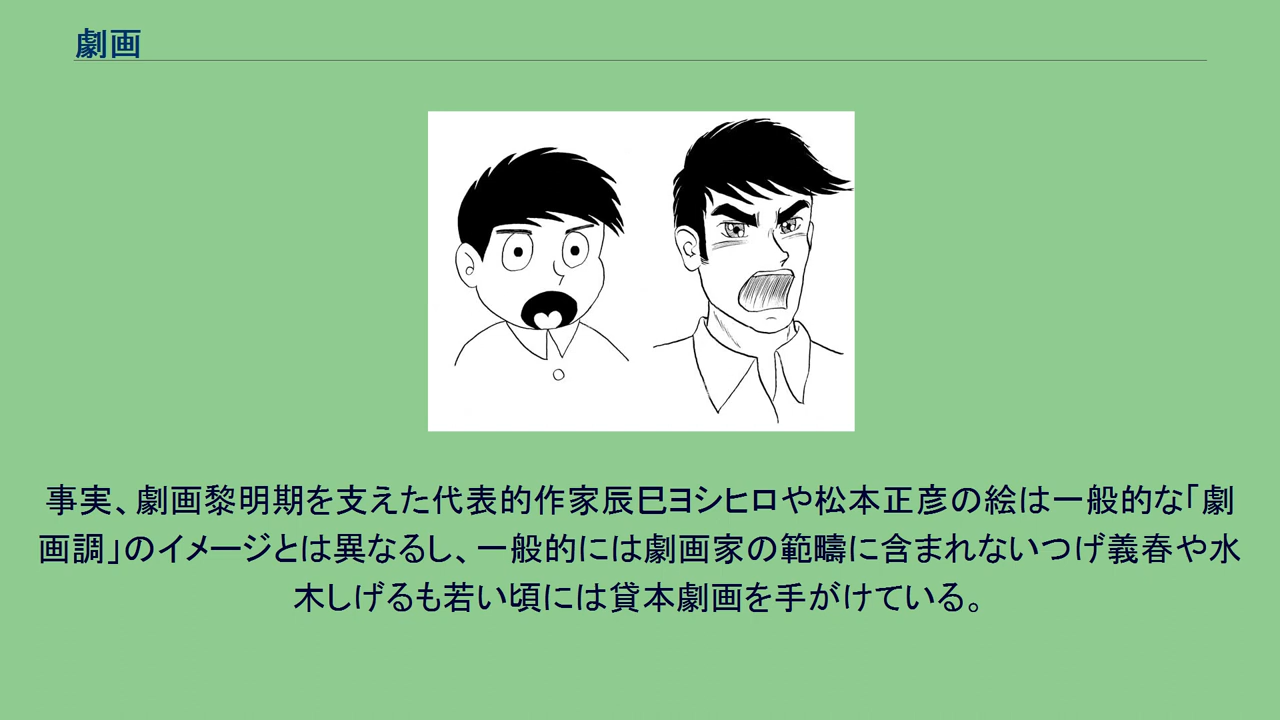 劇画
事実、劇画黎明期を支えた代表的作家辰巳ヨシヒロや松本正彦の絵は一般的な「劇
画調」のイメージとは異なるし、一般的には劇画家の範疇に含まれないつげ義春や水
木しげるも若い頃には貸本劇画を手がけている。